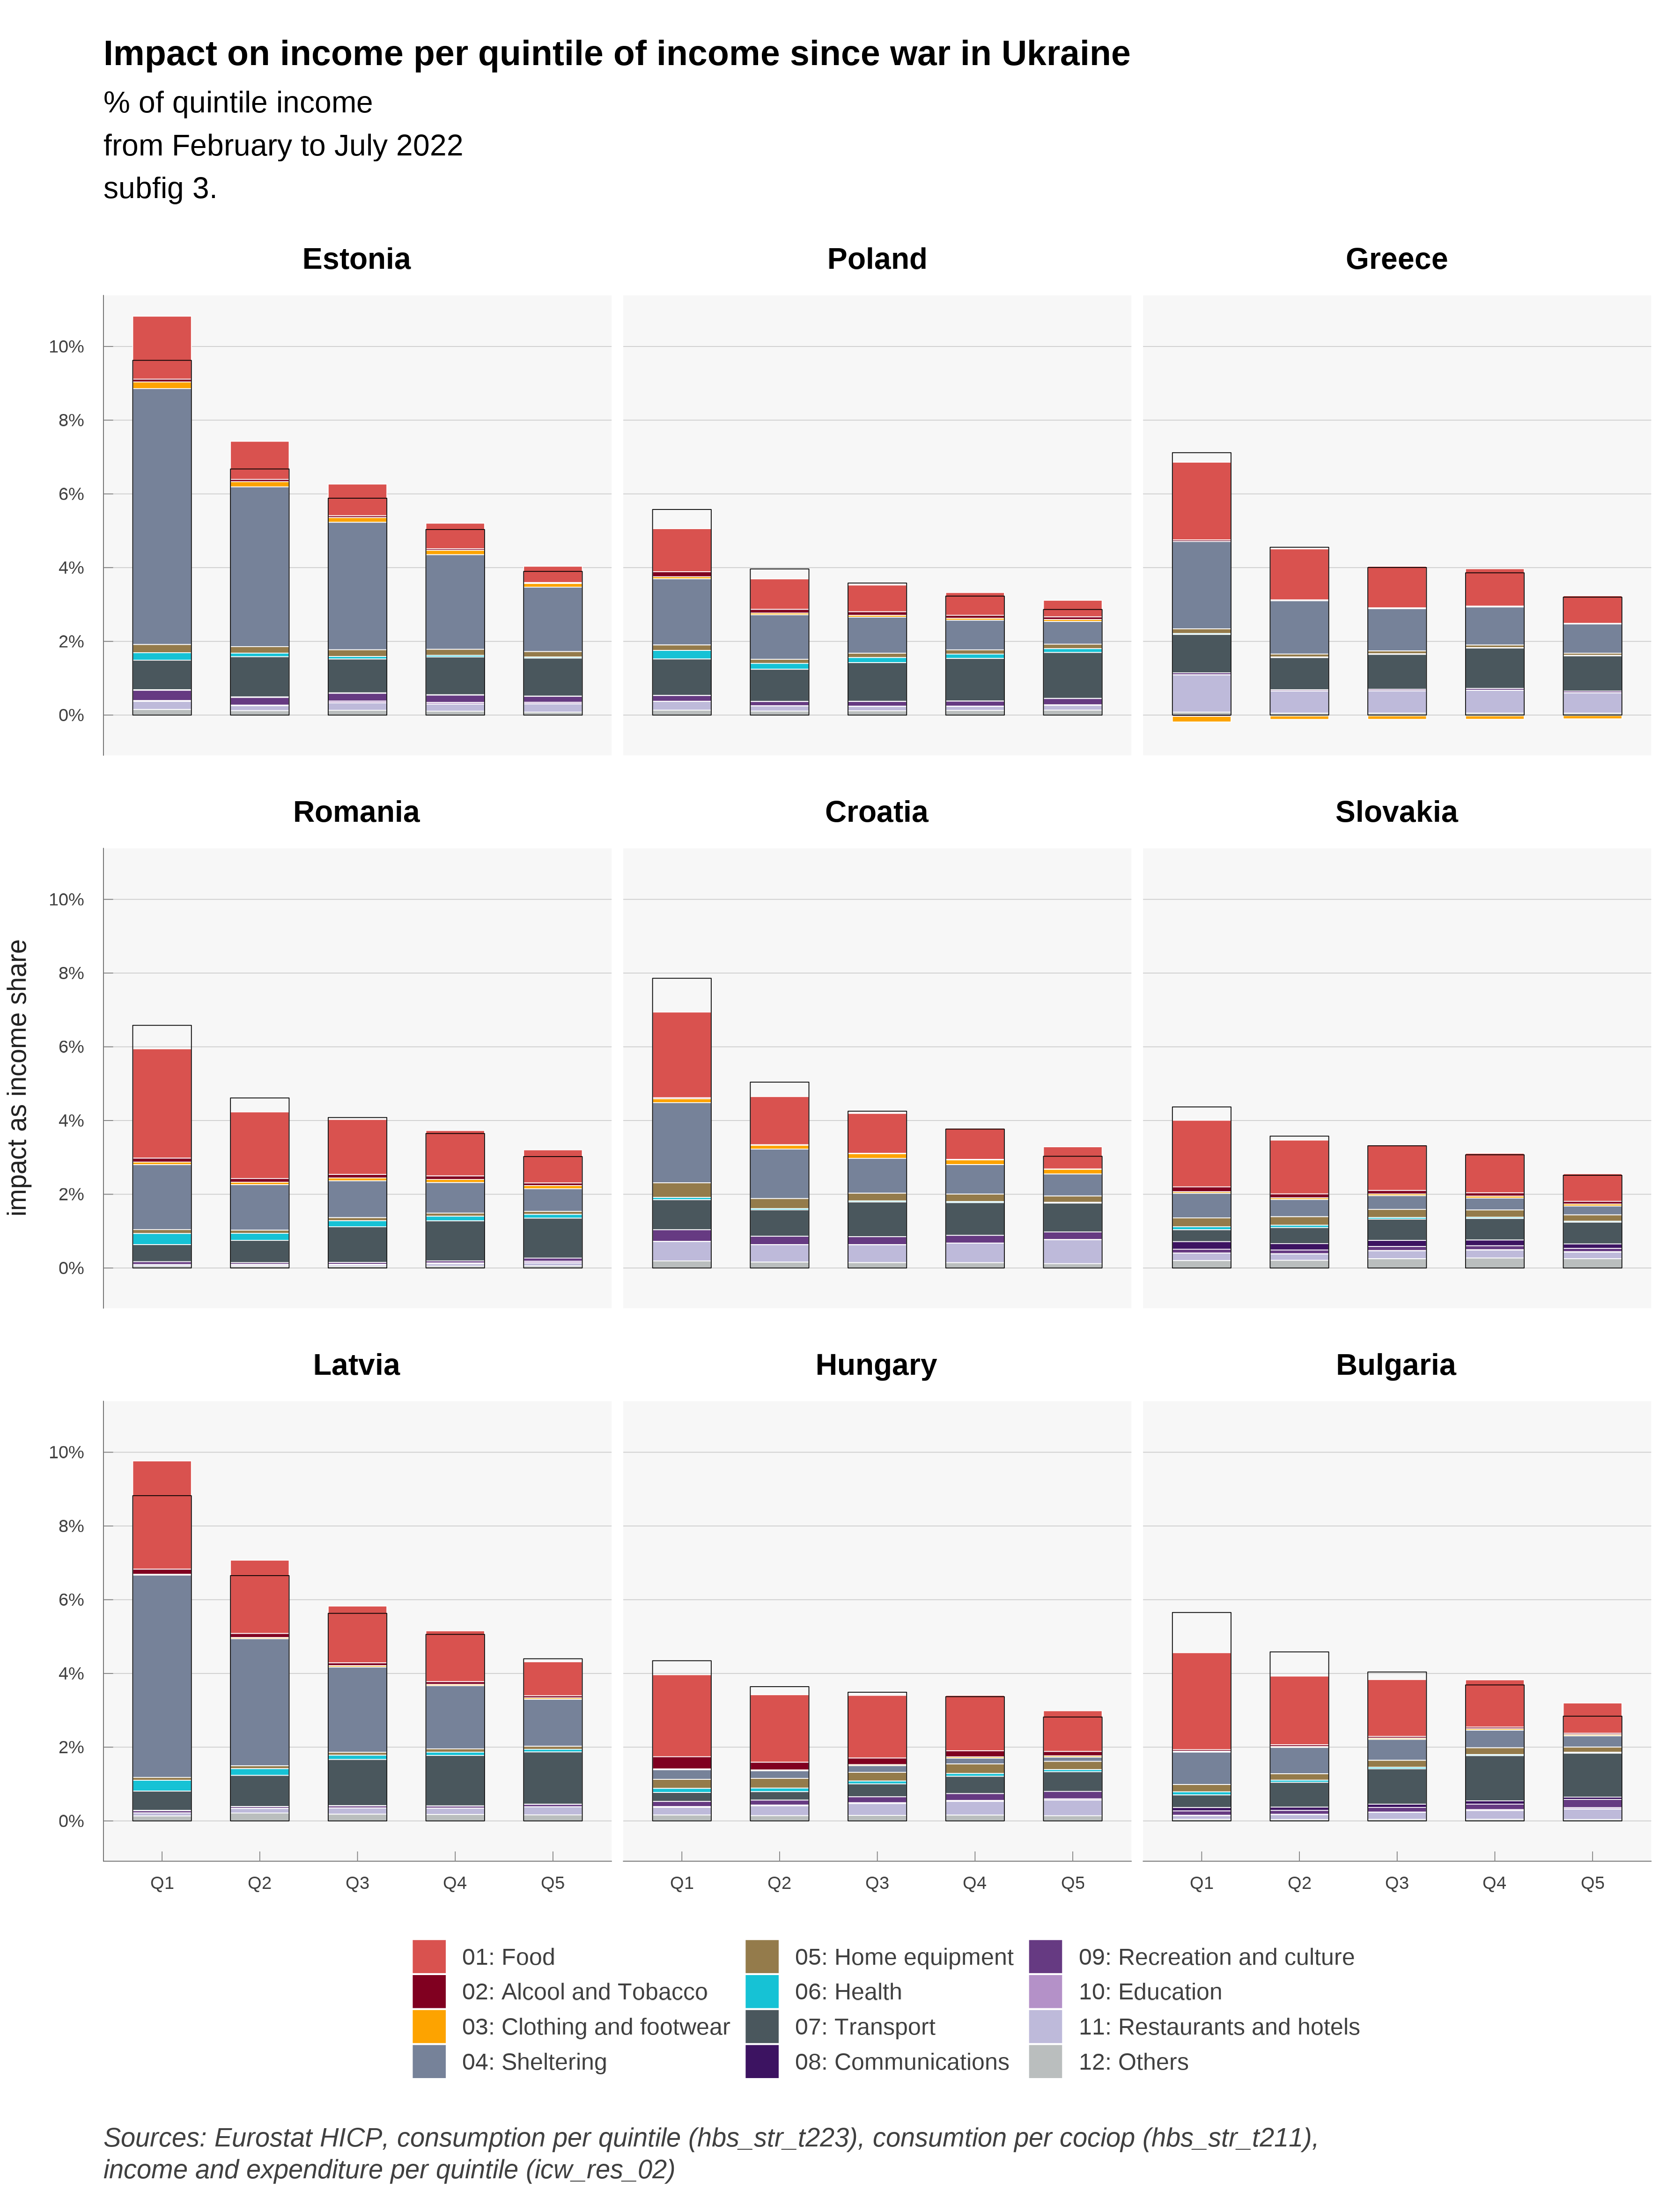 Impact on income per quintile of income since war in Ukraine
% of quintile income
from February to July 2022
subfig 3.
Estonia
Poland
Greece
10%
8%
6%
4%
2%
0%
Romania
Croatia
Slovakia
impact as income share
10%
8%
6%
4%
2%
0%
Latvia
Hungary
Bulgaria
10%
8%
6%
4%
2%
0%
Q1 Q2 Q3 Q4 Q5
Q1 Q2 Q3 Q4 Q5
Q1 Q2 Q3 Q4 Q5
01: Food
02: Alcool and Tobacco
03: Clothing and footwear
04: Sheltering
05: Home equipment
06: Health
07: Transport
08: Communications
09: Recreation and culture
10: Education
11: Restaurants and hotels
12: Others
Sources: Eurostat HICP, consumption per quintile (hbs_str_t223), consumtion per cociop (hbs_str_t211),
income and expenditure per quintile (icw_res_02)